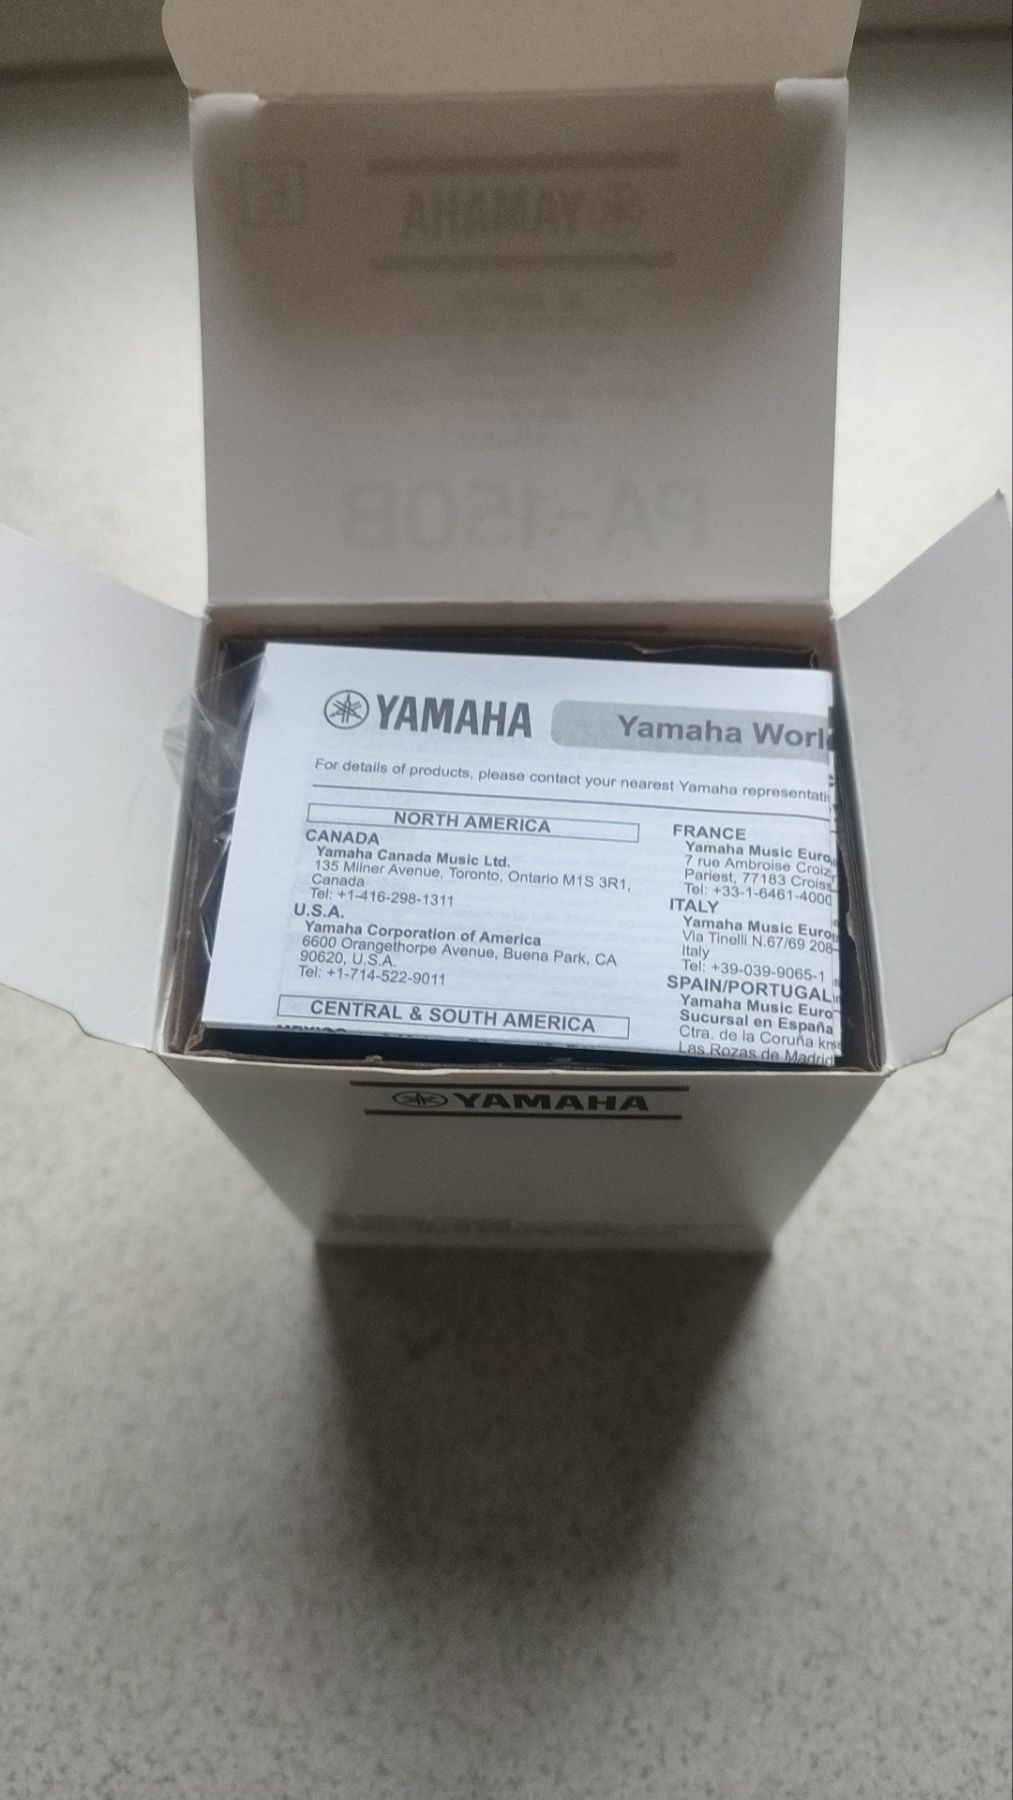 YAMAHA
PA-150B
YAMAHA
Yamaha Worl
For details of products, please contact your nearest Yamaha representati
NORTH AMERICA
CANADA
Yamaha Canada Music Ltd.
135 Milner Avenue, Toronto, Ontario M1S 3R1,
Canada
Tel: +1-416-298-1311
U.S.A.
Yamaha Corporation of America
6600 Orangethorpe Avenue, Buena Park, CA
90620, U.S.A.
Tel: +1-714-522-9011
CENTRAL & SOUTH AMERICA
MEXICO
FRANCE
Yamaha Music Euro
7 rue Ambroise Croiz
Pariest, 77183 Croiss
Tel: +33-1-6461-4000
ITALY
Yamaha Music Euro
Via Tinelli N.67/69 208
Italy
Tel: +39-039-9065-1
SPAIN/PORTUGAL
Yamaha Music Euro
Sucursal en España
Ctra. de la Coruña km
Las Rozas de Madrid
YAMAHA